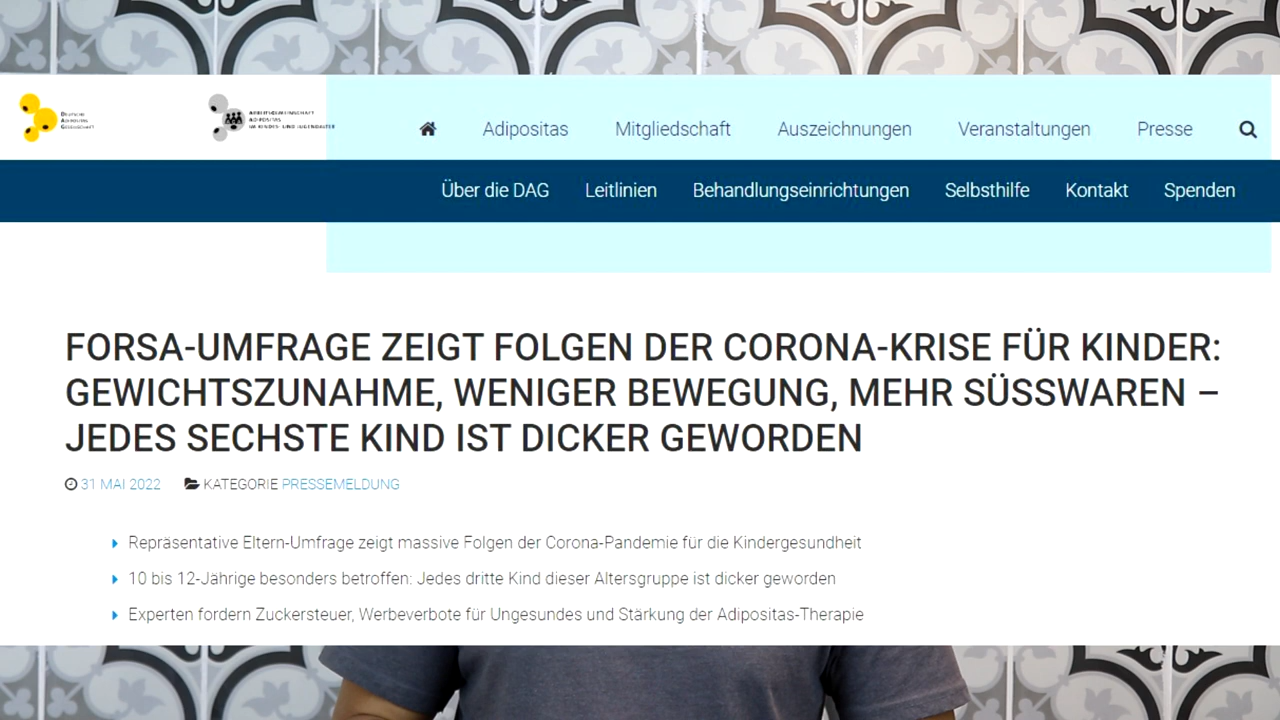 Deutsche
Adipositas
Gesellschaft
Adipositas
Mitgliedschaft
Auszeichnungen
Veranstaltungen
Presse
Über die DAG
Leitlinien
Behandlungseinrichtungen
Selbsthilfe
Kontakt
Spenden
FORSA-UMFRAGE ZEIGT FOLGEN DER CORONA-KRISE FÜR KINDER:
GEWICHTSZUNAHME, WENIGER BEWEGUNG, MEHR SÜSSWAREN –
JEDES SECHSTE KIND IST DICKER GEWORDEN
31 MAI 2022 KATEGORIE PRESSEMELDUNG
Repräsentative Eltern-Umfrage zeigt massive Folgen der Corona-Pandemie für die Kindergesundheit
10 bis 12-Jährige besonders betroffen: Jedes dritte Kind dieser Altersgruppe ist dicker geworden
Experten fordern Zuckersteuer, Werbeverbote für Ungesundes und Stärkung der Adipositas-Therapie